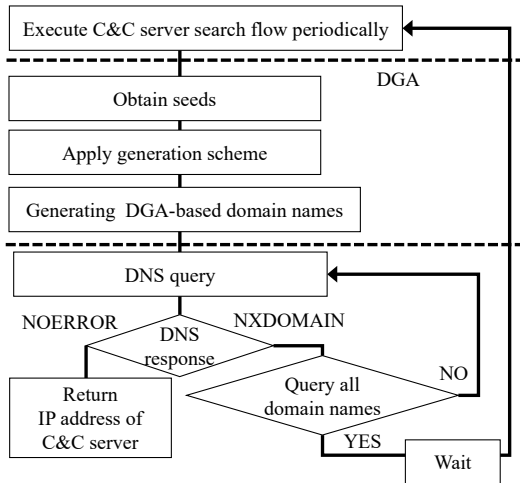 Execute C&C server search flow periodically
DGA
Obtain seeds
Apply generation scheme
Generating DGA-based domain names
DNS query
NOERROR
NXDOMAIN
DNS
response
Return
IP address of
C&C server
Query all
domain names
NO
YES
Wait